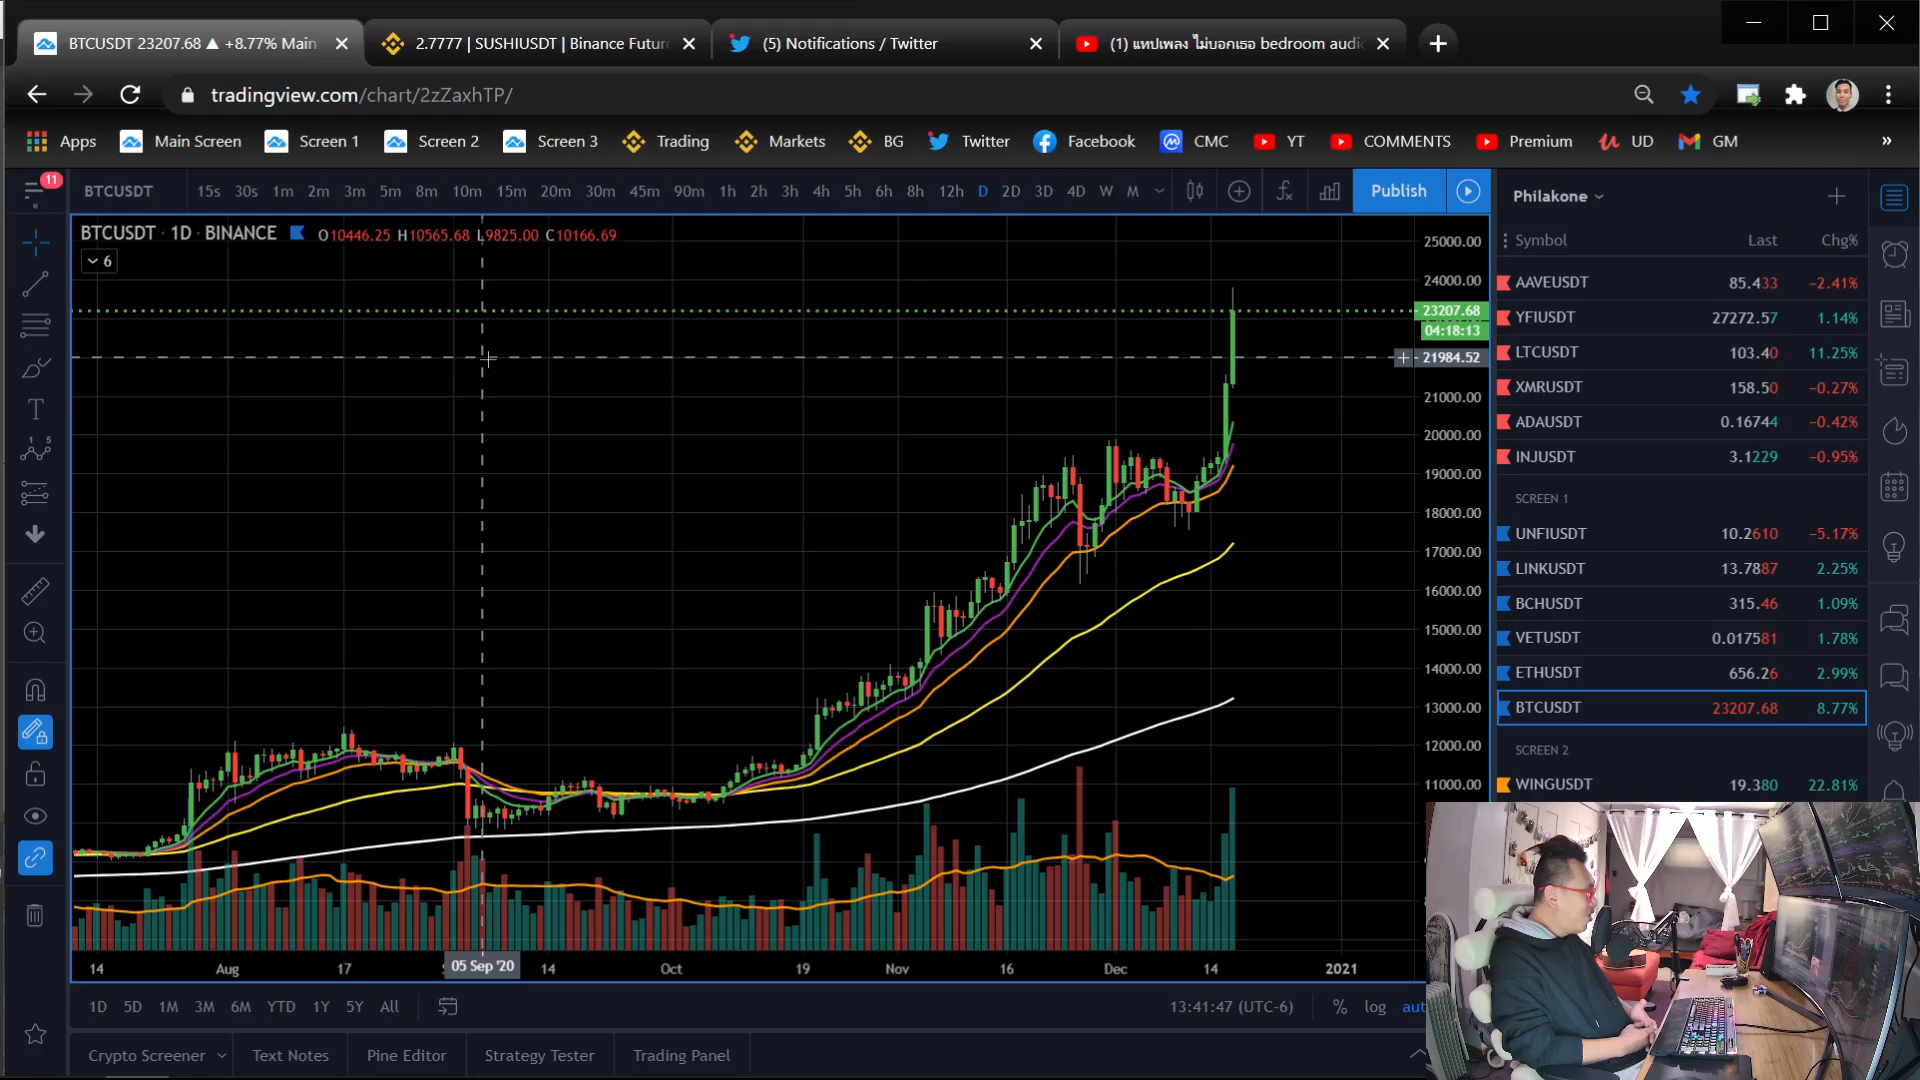 BTCUSDT 23207.68 ▲ +8.77% Main
2.7777 | SUSHIUSDT | Binance Futur
(5) Notifications / Twitter
(1) แทปเพลง ไม่บอกเธอ bedroom audi
tradingview.com/chart/2zZaxhTP/
Apps Main Screen Screen 1 Screen 2 Screen 3 Trading Markets BG Twitter Facebook CMC YT COMMENTS Premium UD GM »
11
BTCUSDT 15s 30s 1m 2m 3m 5m 8m 10m 15m 20m 30m 45m 90m 1h 2h 3h 4h 5h 6h 8h 12h D 2D 3D 4D W M Publish
BTCUSDT · 1D · BINANCE O10446.25 H10565.68 L9825.00 C10166.69
6
25000.00
24000.00
23207.68
04:18:13
21984.52
21000.00
20000.00
19000.00
18000.00
17000.00
16000.00
15000.00
14000.00
13000.00
12000.00
11000.00
14 Aug 17 05 Sep '20 14 Oct 19 Nov 16 Dec 14 2021
1D 5D 1M 3M 6M YTD 1Y 5Y All 13:41:47 (UTC-6) % log aut
Crypto Screener Text Notes Pine Editor Strategy Tester Trading Panel
Philakone
Symbol Last Chg%
AAVEUSDT 85.433 −2.41%
YFIUSDT 27272.57 1.14%
LTCUSDT 103.40 11.25%
XMRUSDT 158.50 −0.27%
ADAUSDT 0.16744 −0.42%
INJUSDT 3.1229 −0.95%
SCREEN 1
UNFIUSDT 10.2610 −5.17%
LINKUSDT 13.7887 2.25%
BCHUSDT 315.46 1.09%
VETUSDT 0.017581 1.78%
ETHUSDT 656.26 2.99%
BTCUSDT 23207.68 8.77%
SCREEN 2
WINGUSDT 19.380 22.81%